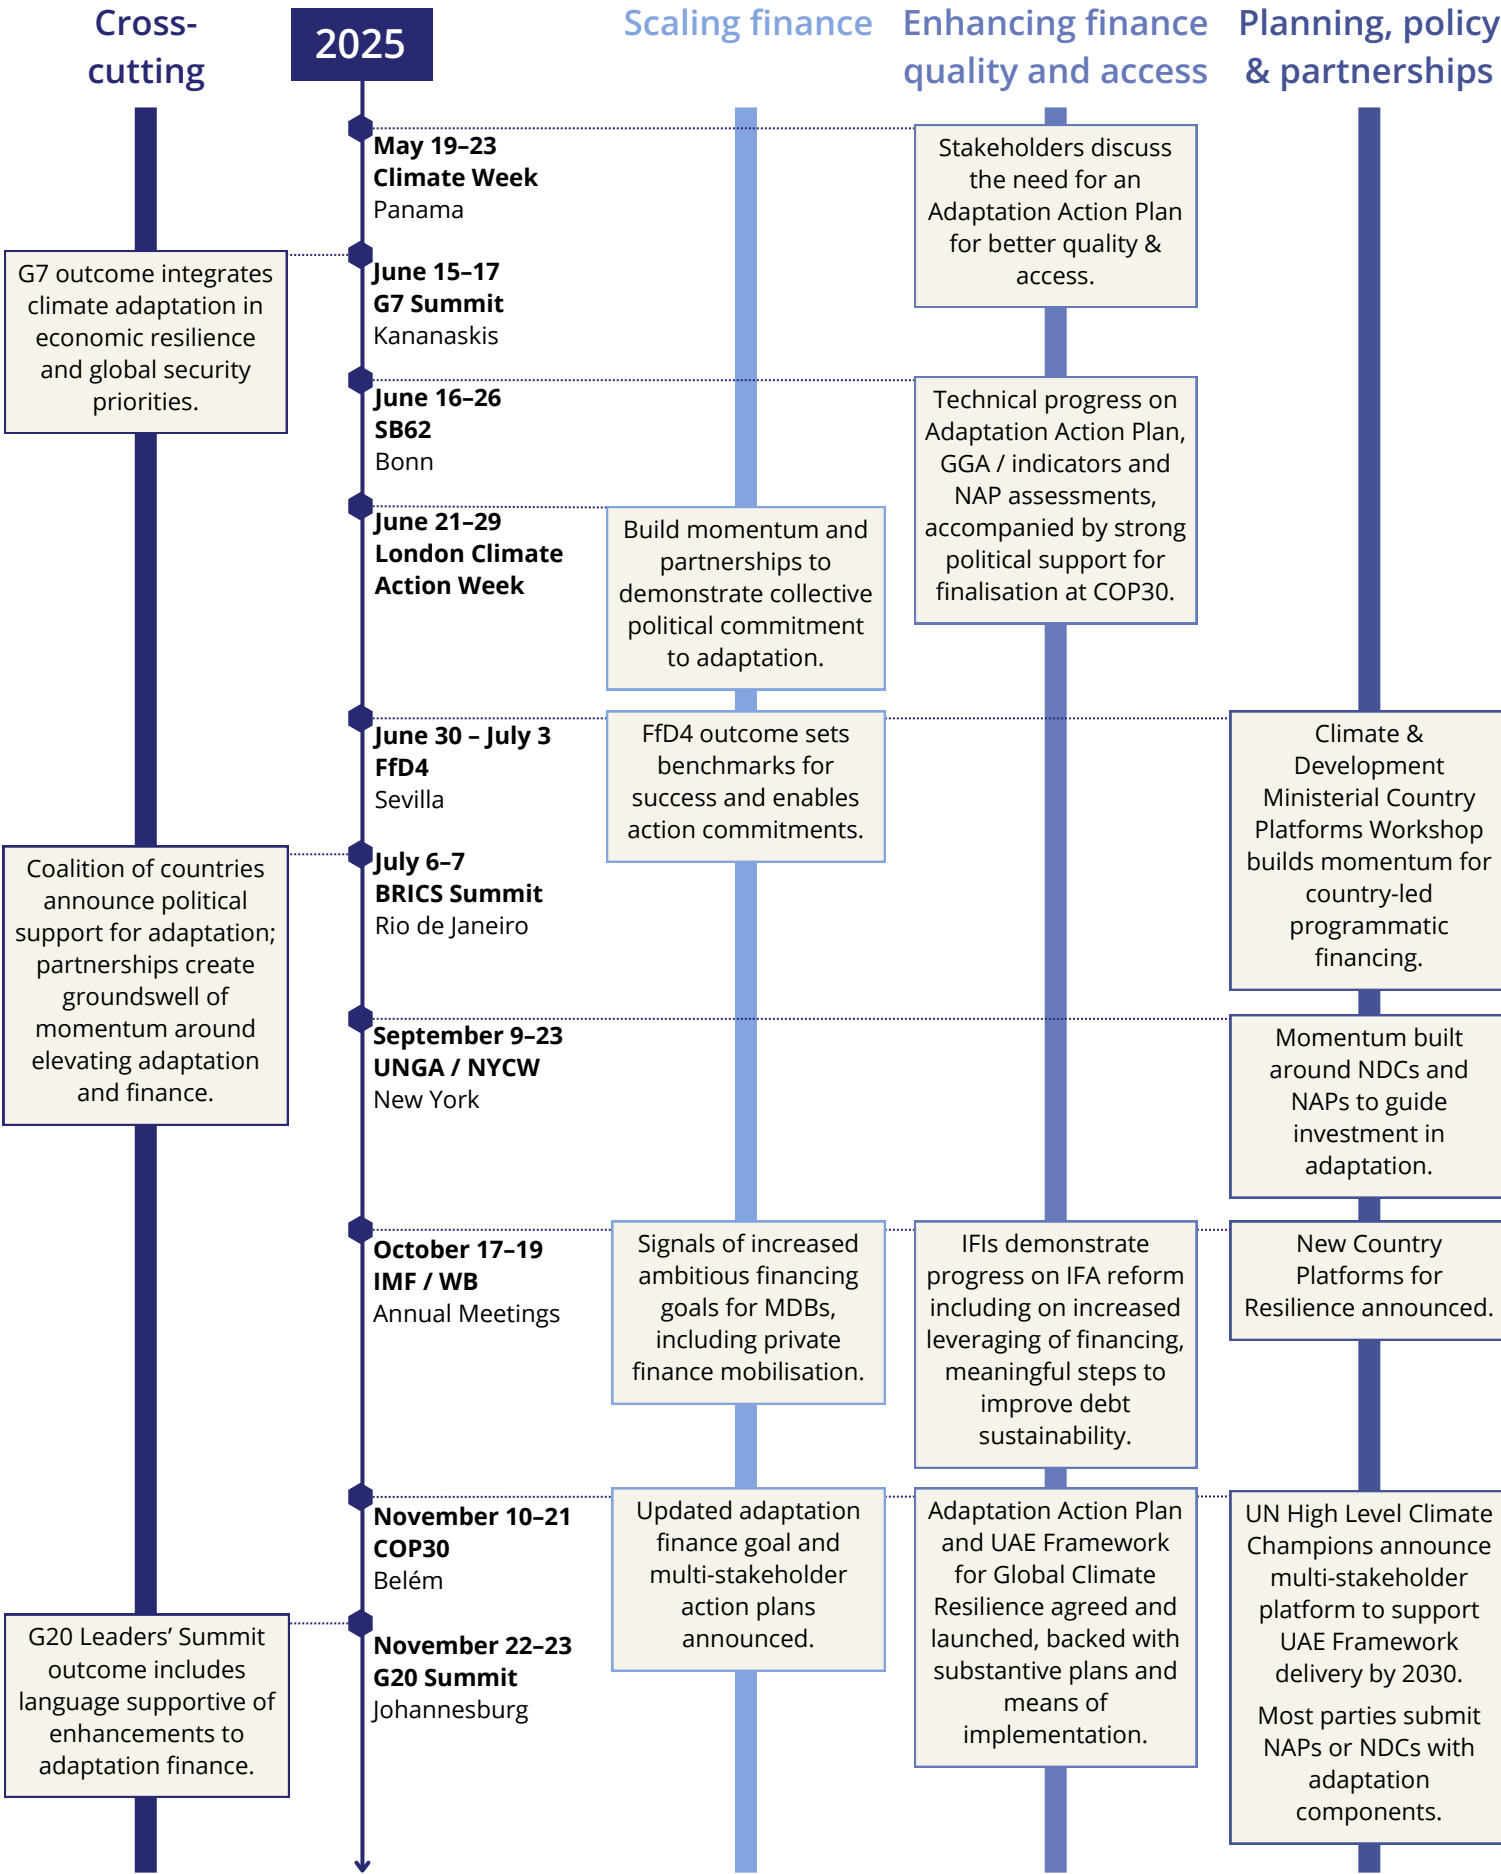 Cross-
cutting
2025
Scaling finance
Enhancing finance
quality and access
Planning, policy
& partnerships
May 19–23
Climate Week
Panama
Stakeholders discuss
the need for an
Adaptation Action Plan
for better quality &
access.
G7 outcome integrates
climate adaptation in
economic resilience
and global security
priorities.
June 15–17
G7 Summit
Kananaskis
June 16–26
SB62
Bonn
Technical progress on
Adaptation Action Plan,
GGA / indicators and
NAP assessments,
accompanied by strong
political support for
finalisation at COP30.
June 21–29
London Climate
Action Week
Build momentum and
partnerships to
demonstrate collective
political commitment
to adaptation.
June 30 – July 3
FfD4
Sevilla
FfD4 outcome sets
benchmarks for
success and enables
action commitments.
Climate &
Development
Ministerial Country
Platforms Workshop
builds momentum for
country-led
programmatic
financing.
Coalition of countries
announce political
support for adaptation;
partnerships create
groundswell of
momentum around
elevating adaptation
and finance.
July 6–7
BRICS Summit
Rio de Janeiro
September 9–23
UNGA / NYCW
New York
Momentum built
around NDCs and
NAPs to guide
investment in
adaptation.
October 17–19
IMF / WB
Annual Meetings
Signals of increased
ambitious financing
goals for MDBs,
including private
finance mobilisation.
IFIs demonstrate
progress on IFA reform
including on increased
leveraging of financing,
meaningful steps to
improve debt
sustainability.
New Country
Platforms for
Resilience announced.
November 10–21
COP30
Belém
Updated adaptation
finance goal and
multi-stakeholder
action plans
announced.
Adaptation Action Plan
and UAE Framework
for Global Climate
Resilience agreed and
launched, backed with
substantive plans and
means of
implementation.
UN High Level Climate
Champions announce
multi-stakeholder
platform to support
UAE Framework
delivery by 2030.
Most parties submit
NAPs or NDCs with
adaptation
components.
G20 Leaders’ Summit
outcome includes
language supportive of
enhancements to
adaptation finance.
November 22–23
G20 Summit
Johannesburg